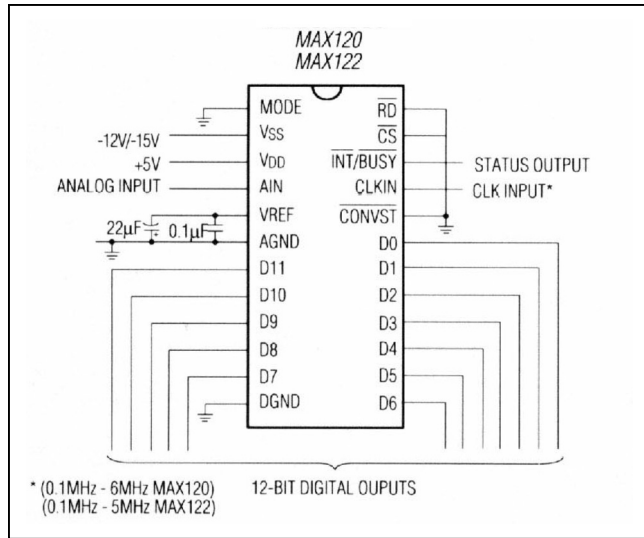 MAX120
MAX122
MODE
VSS
VDD
AIN
VREF
AGND
D11
D10
D9
D8
D7
DGND
RD
CS
INT/BUSY
CLKIN
CONVST
D0
D1
D2
D3
D4
D5
D6
-12V/-15V
+5V
ANALOG INPUT
22µF
+
0.1µF
STATUS OUTPUT
CLK INPUT*
* (0.1MHz - 6MHz MAX120)
(0.1MHz - 5MHz MAX122)
12-BIT DIGITAL OUPUTS